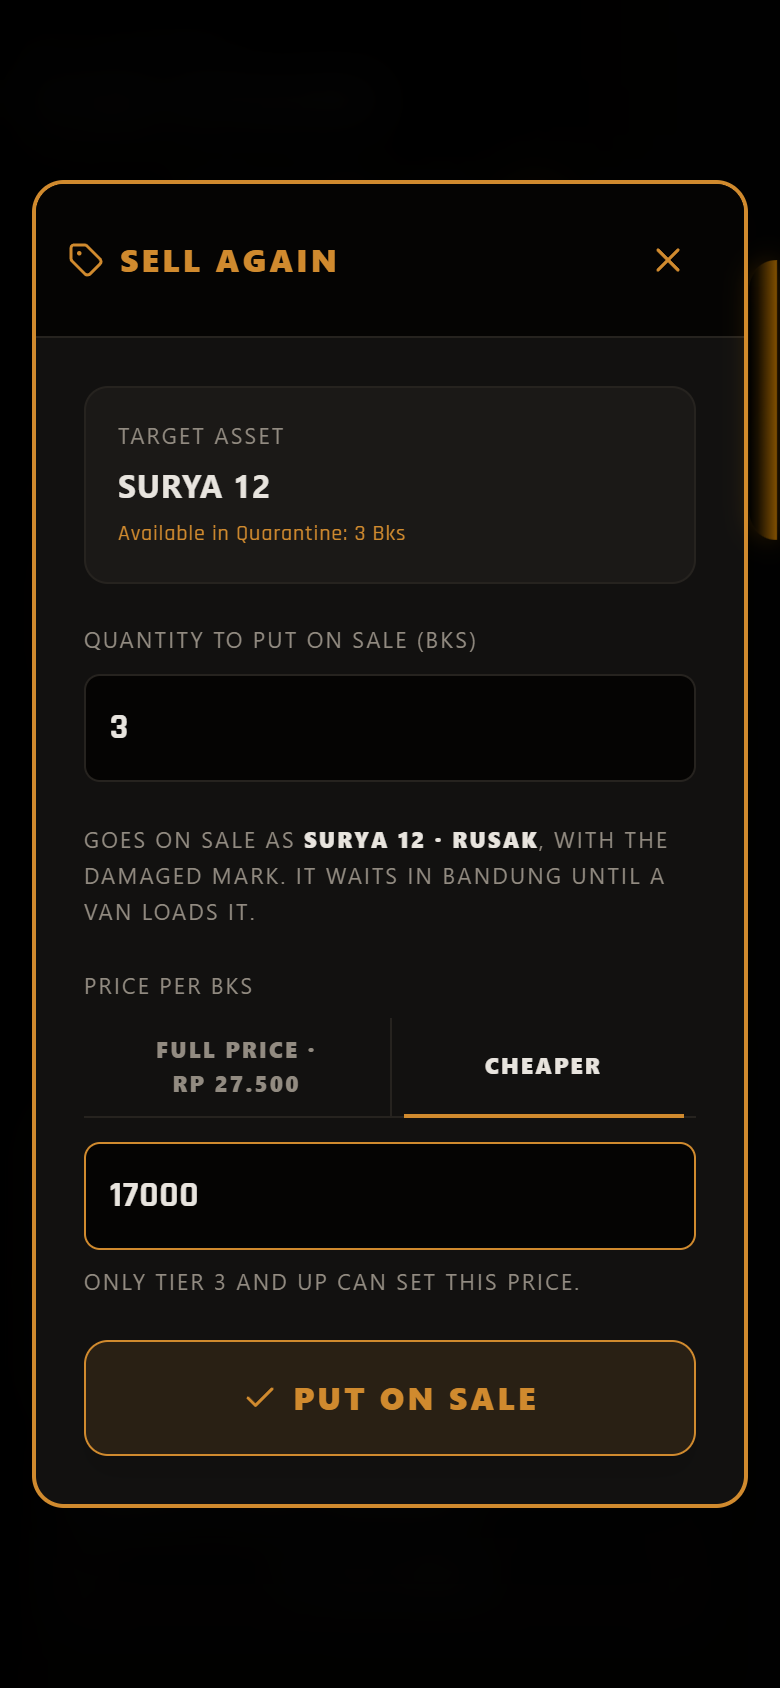 SELL AGAIN
TARGET ASSET
SURYA 12
Available in Quarantine: 3 Bks
QUANTITY TO PUT ON SALE (BKS)
3
GOES ON SALE AS SURYA 12 · RUSAK, WITH THE
DAMAGED MARK. IT WAITS IN BANDUNG UNTIL A
VAN LOADS IT.
PRICE PER BKS
FULL PRICE ·
RP 27.500
CHEAPER
17000
ONLY TIER 3 AND UP CAN SET THIS PRICE.
PUT ON SALE